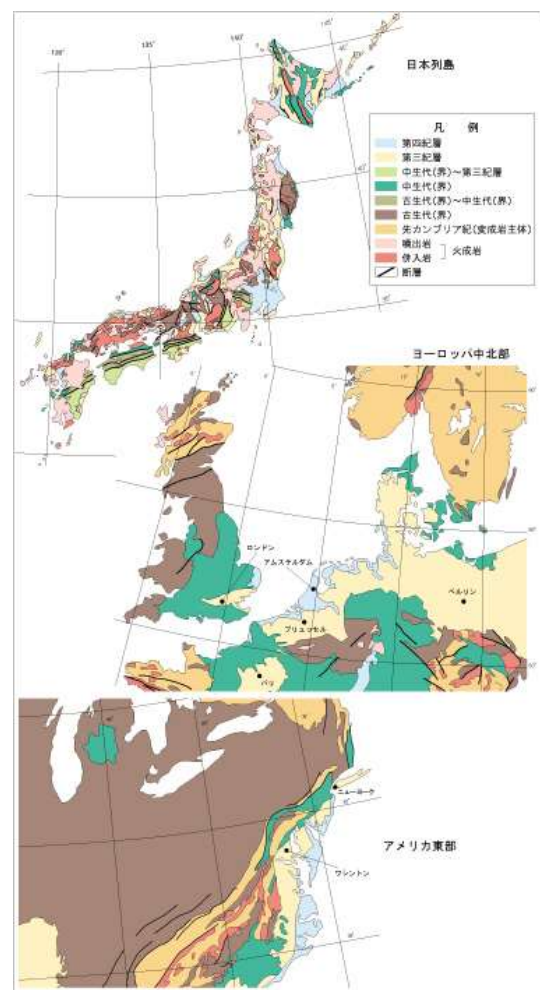 日本列島
凡　例
第四紀層
第三紀層
中生代(界)～第三紀層
中生代(界)
古生代(界)～中生代(界)
古生代(界)
先カンブリア紀(変成岩主体)
噴出岩
併入岩
火成岩
断層
ヨーロッパ中北部
ロンドン
アムステルダム
ベルリン
ブリュッセル
パリ
ニューヨーク
アメリカ東部
ワシントン